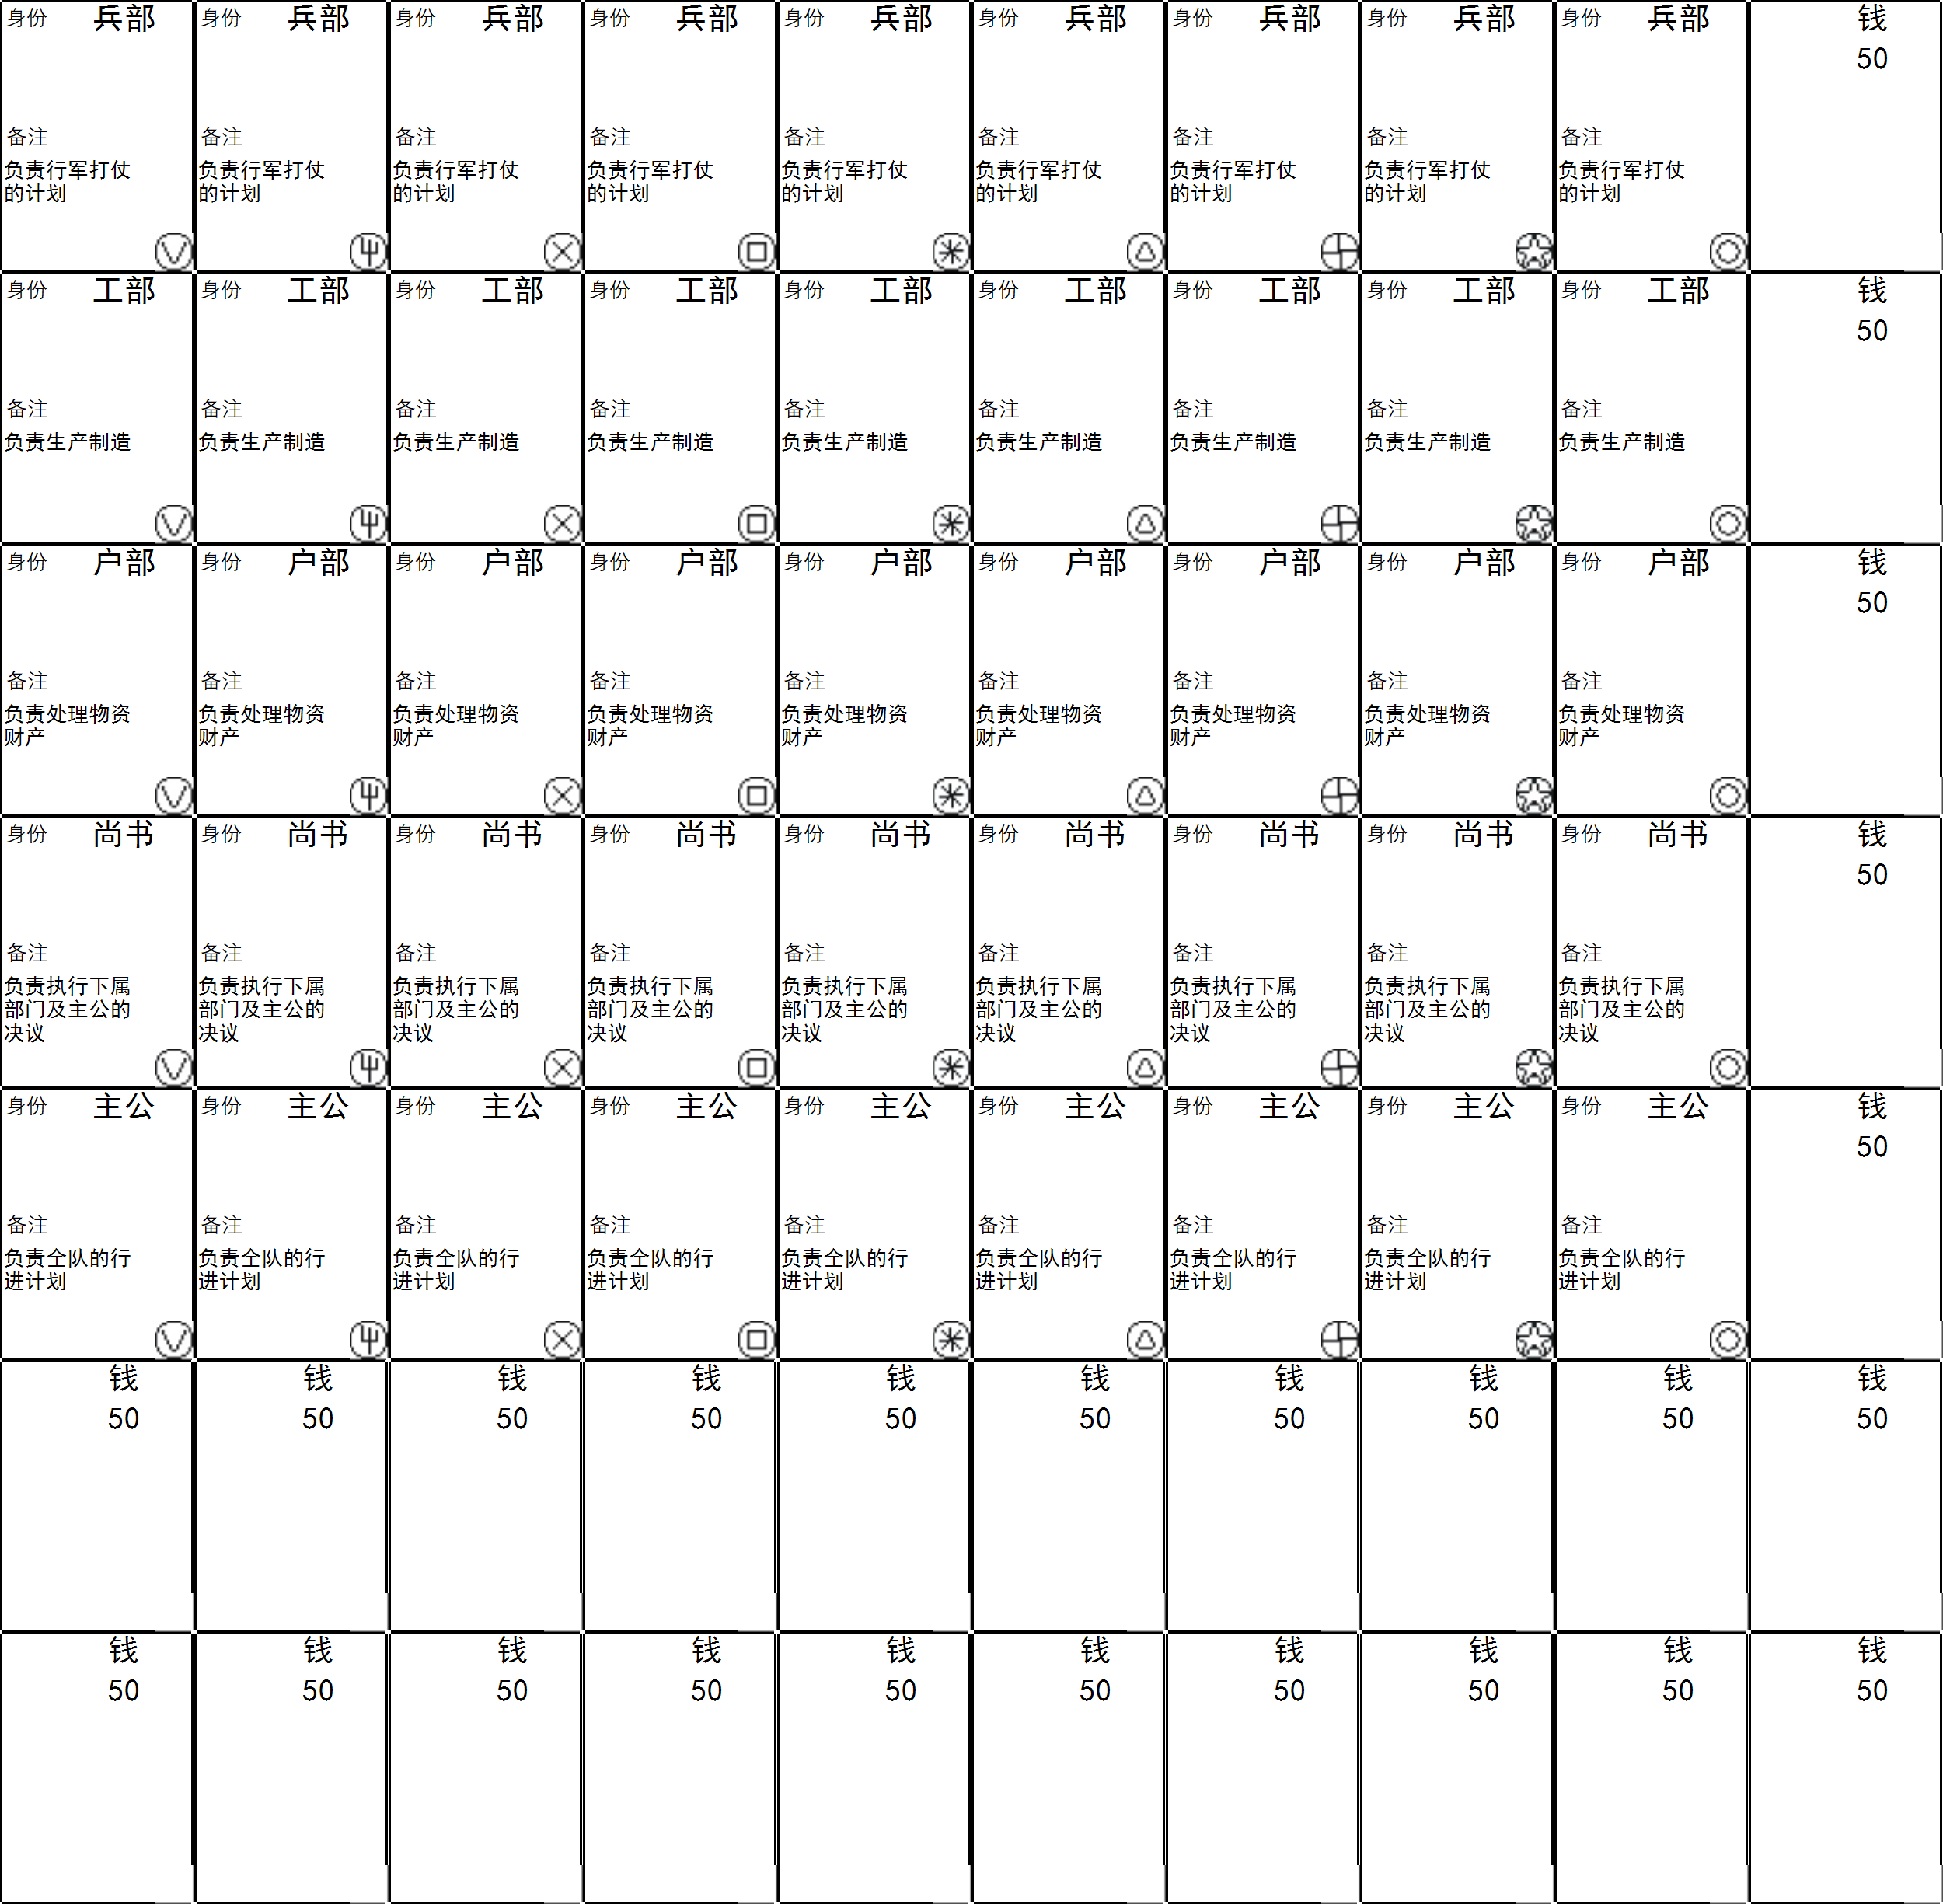 身份 兵部 身份 兵部 身份 兵部 身份 兵部 身份 兵部 身份 兵部 身份 兵部 身份 兵部 身份 兵部 钱
50
备注 备注 备注 备注 备注 备注 备注 备注 备注
负责行军打仗 负责行军打仗 负责行军打仗 负责行军打仗 负责行军打仗 负责行军打仗 负责行军打仗 负责行军打仗 负责行军打仗
的计划 的计划 的计划 的计划 的计划 的计划 的计划 的计划 的计划
身份 工部 身份 工部 身份 工部 身份 工部 身份 工部 身份 工部 身份 工部 身份 工部 身份 工部 钱
50
备注 备注 备注 备注 备注 备注 备注 备注 备注
负责生产制造 负责生产制造 负责生产制造 负责生产制造 负责生产制造 负责生产制造 负责生产制造 负责生产制造 负责生产制造
身份 户部 身份 户部 身份 户部 身份 户部 身份 户部 身份 户部 身份 户部 身份 户部 身份 户部 钱
50
备注 备注 备注 备注 备注 备注 备注 备注 备注
负责处理物资 负责处理物资 负责处理物资 负责处理物资 负责处理物资 负责处理物资 负责处理物资 负责处理物资 负责处理物资
财产 财产 财产 财产 财产 财产 财产 财产 财产
身份 尚书 身份 尚书 身份 尚书 身份 尚书 身份 尚书 身份 尚书 身份 尚书 身份 尚书 身份 尚书 钱
50
备注 备注 备注 备注 备注 备注 备注 备注 备注
负责执行下属 负责执行下属 负责执行下属 负责执行下属 负责执行下属 负责执行下属 负责执行下属 负责执行下属 负责执行下属
部门及主公的 部门及主公的 部门及主公的 部门及主公的 部门及主公的 部门及主公的 部门及主公的 部门及主公的 部门及主公的
决议 决议 决议 决议 决议 决议 决议 决议 决议
身份 主公 身份 主公 身份 主公 身份 主公 身份 主公 身份 主公 身份 主公 身份 主公 身份 主公 钱
50
备注 备注 备注 备注 备注 备注 备注 备注 备注
负责全队的行 负责全队的行 负责全队的行 负责全队的行 负责全队的行 负责全队的行 负责全队的行 负责全队的行 负责全队的行
进计划 进计划 进计划 进计划 进计划 进计划 进计划 进计划 进计划
钱 钱 钱 钱 钱 钱 钱 钱 钱 钱
50 50 50 50 50 50 50 50 50 50
钱 钱 钱 钱 钱 钱 钱 钱 钱 钱
50 50 50 50 50 50 50 50 50 50